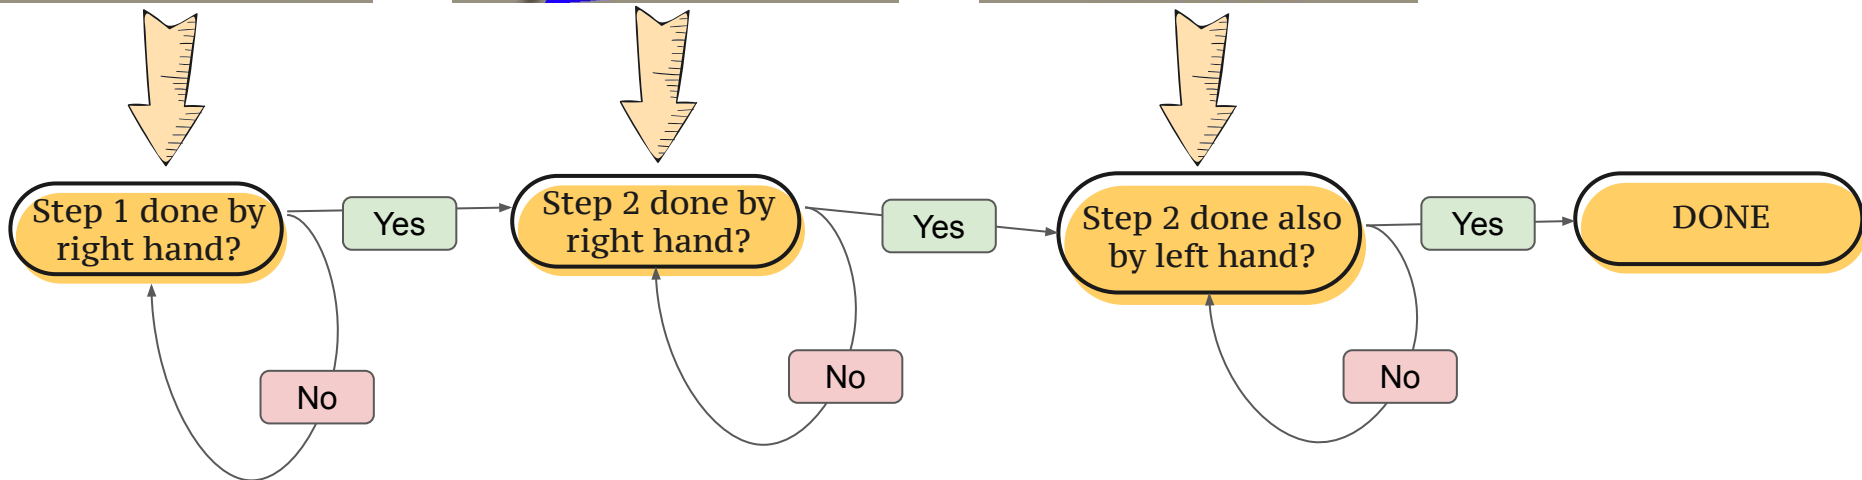 Step 1 done by
right hand?
Yes
No
Step 2 done by
right hand?
Yes
No
Step 2 done also
by left hand?
Yes
No
DONE